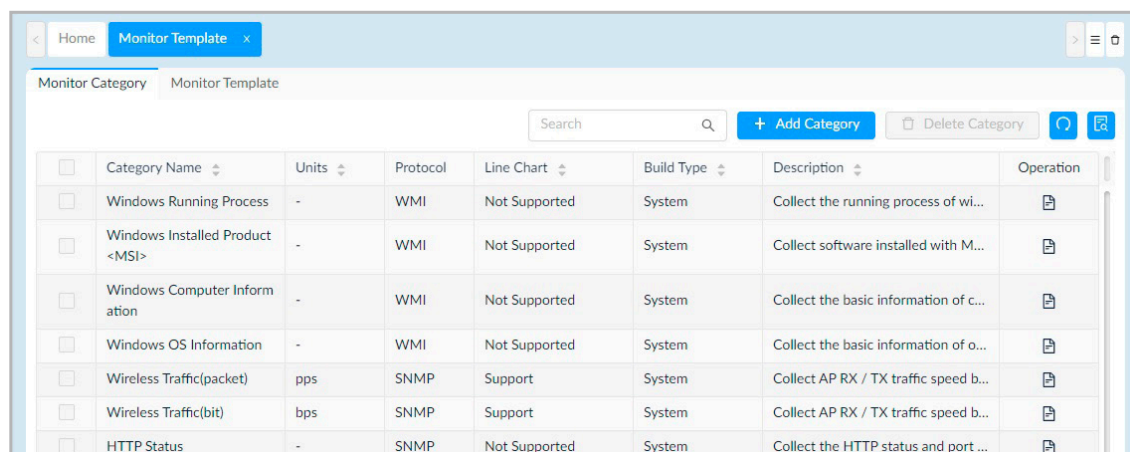 Home Monitor Template x
Monitor Category Monitor Template
Search + Add Category Delete Category
Category Name Units Protocol Line Chart Build Type Description Operation
Windows Running Process - WMI Not Supported System Collect the running process of wi...
Windows Installed Product
<MSI> - WMI Not Supported System Collect software installed with M...
Windows Computer Inform
ation - WMI Not Supported System Collect the basic information of c...
Windows OS Information - WMI Not Supported System Collect the basic information of o...
Wireless Traffic(packet) pps SNMP Support System Collect AP RX / TX traffic speed b...
Wireless Traffic(bit) bps SNMP Support System Collect AP RX / TX traffic speed b...
HTTP Status - SNMP Not Supported System Collect the HTTP status and port ...